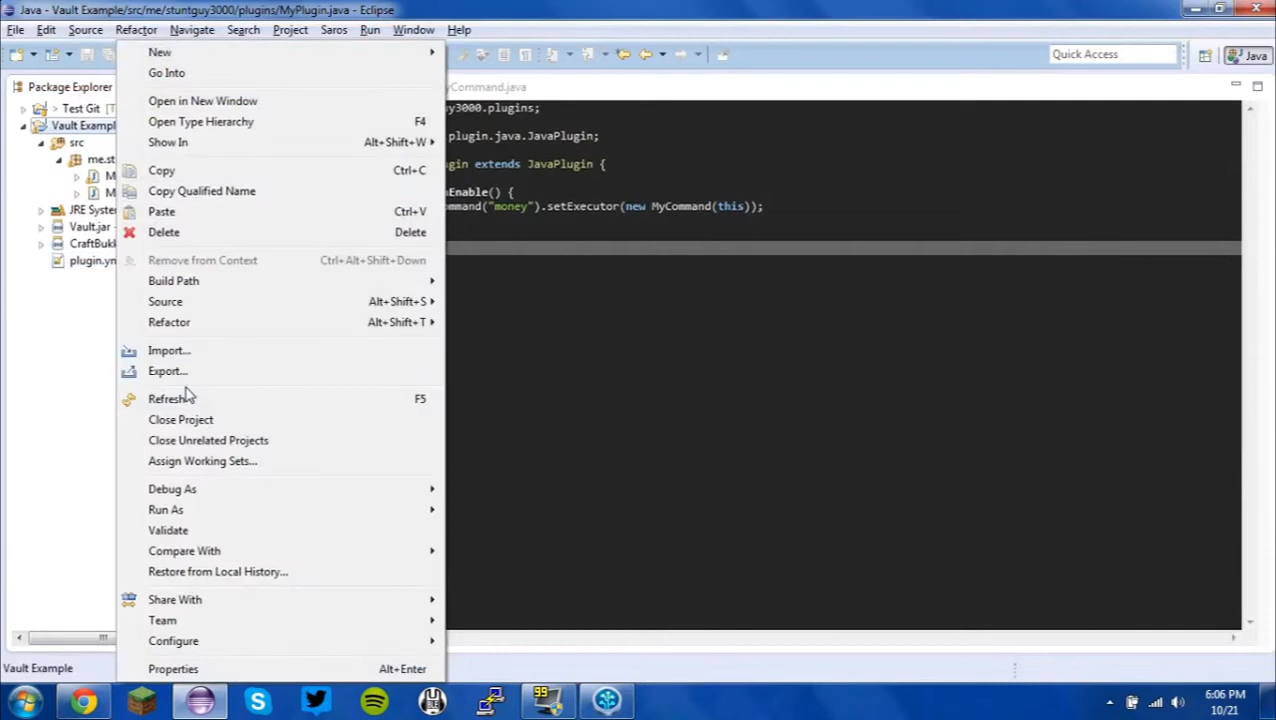 Java - Vault Example/src/me/stuntguy3000/plugins/MyPlugin.java - Eclipse
File Edit Source Refactor Navigate Search Project Saros Run Window Help
Quick Access
Java
Package Explorer
Test Git
Vault Exampl
src
me.st
M
J
JRE System
Vault.jar
CraftBukk
plugin.ym
New
Go Into
Open in New Window
Open Type Hierarchy F4
Show In Alt+Shift+W
Copy Ctrl+C
Copy Qualified Name
Paste Ctrl+V
Delete Delete
Remove from Context Ctrl+Alt+Shift+Down
Build Path
Source Alt+Shift+S
Refactor Alt+Shift+T
Import...
Export...
Refresh F5
Close Project
Close Unrelated Projects
Assign Working Sets...
Debug As
Run As
Validate
Compare With
Restore from Local History...
Share With
Team
Configure
Properties Alt+Enter
yCommand.java
y3000.plugins;
plugin.java.JavaPlugin;
gin extends JavaPlugin {
nEnable() {
mmand("money").setExecutor(new MyCommand(this));
Vault Example
99
6:06 PM
10/21